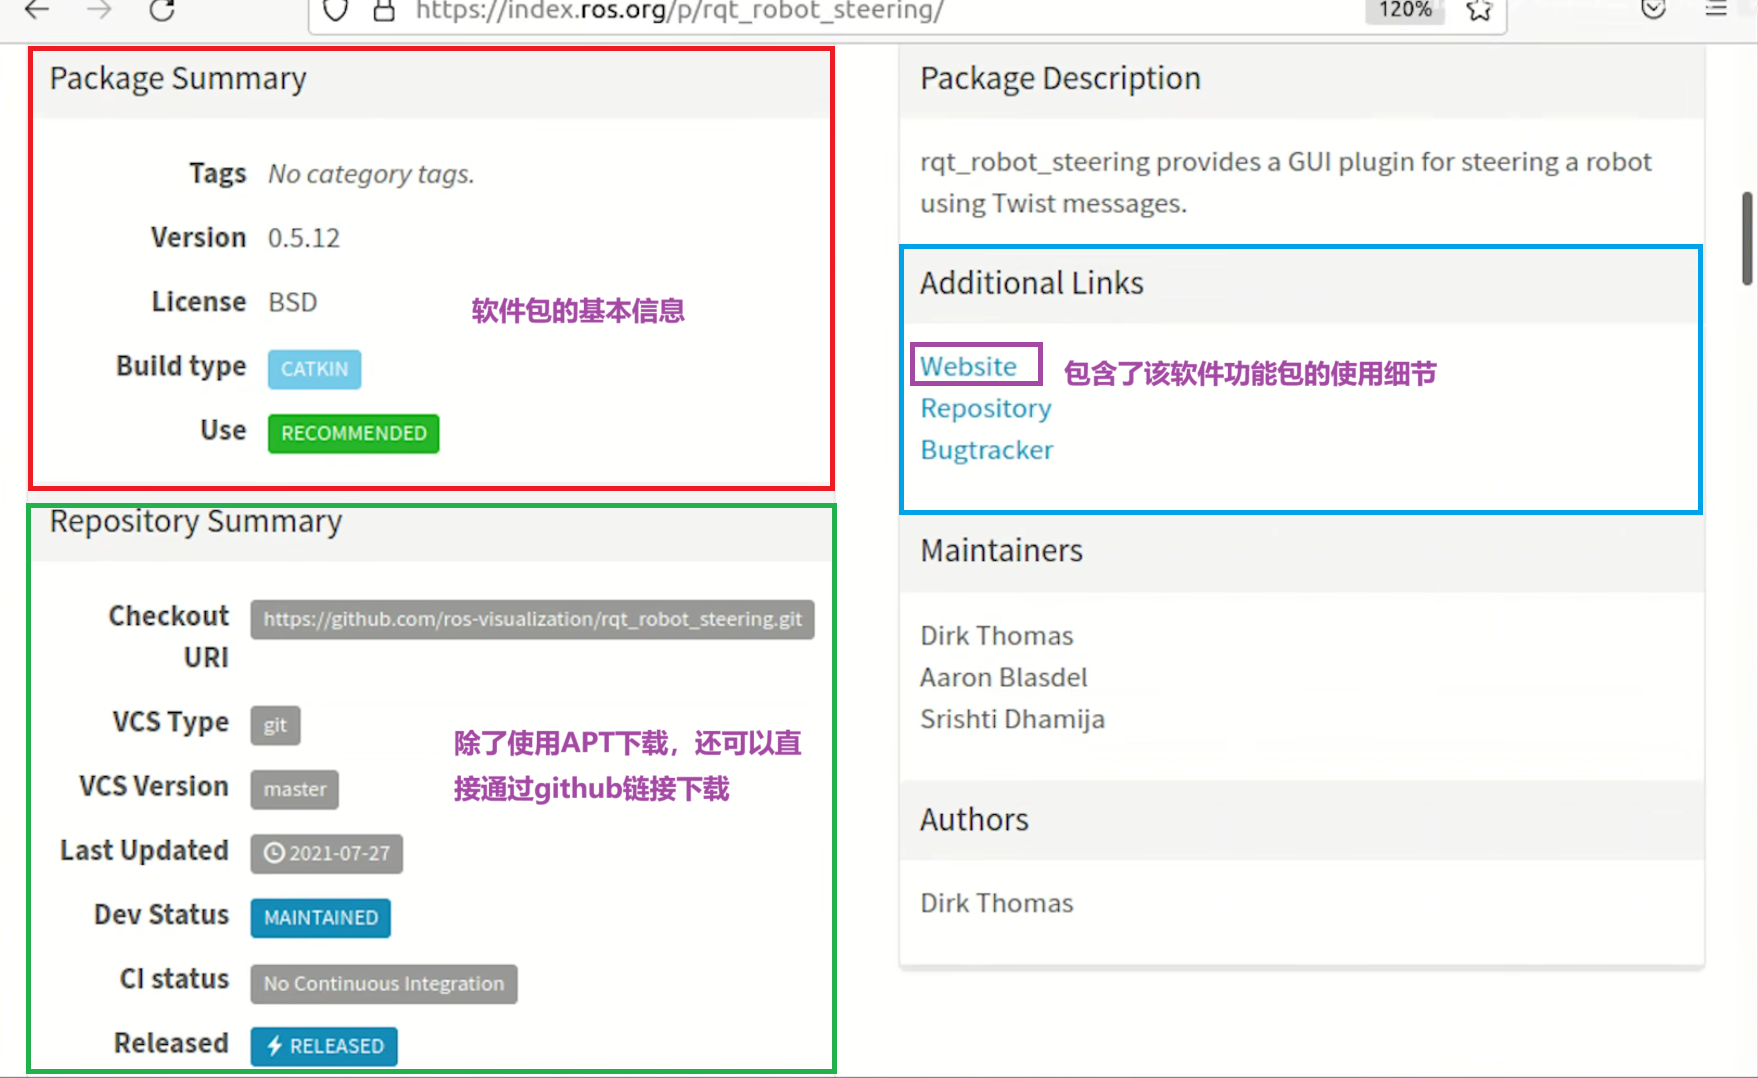 https://index.ros.org/p/rqt_robot_steering/
120%
Package Summary
Tags No category tags.
Version 0.5.12
License BSD
软件包的基本信息
Build type CATKIN
Use RECOMMENDED
Repository Summary
Checkout URI https://github.com/ros-visualization/rqt_robot_steering.git
VCS Type git
除了使用APT下载，还可以直
接通过github链接下载
VCS Version master
Last Updated 2021-07-27
Dev Status MAINTAINED
CI status No Continuous Integration
Released RELEASED
Package Description
rqt_robot_steering provides a GUI plugin for steering a robot
using Twist messages.
Additional Links
Website 包含了该软件功能包的使用细节
Repository
Bugtracker
Maintainers
Dirk Thomas
Aaron Blasdel
Srishti Dhamija
Authors
Dirk Thomas